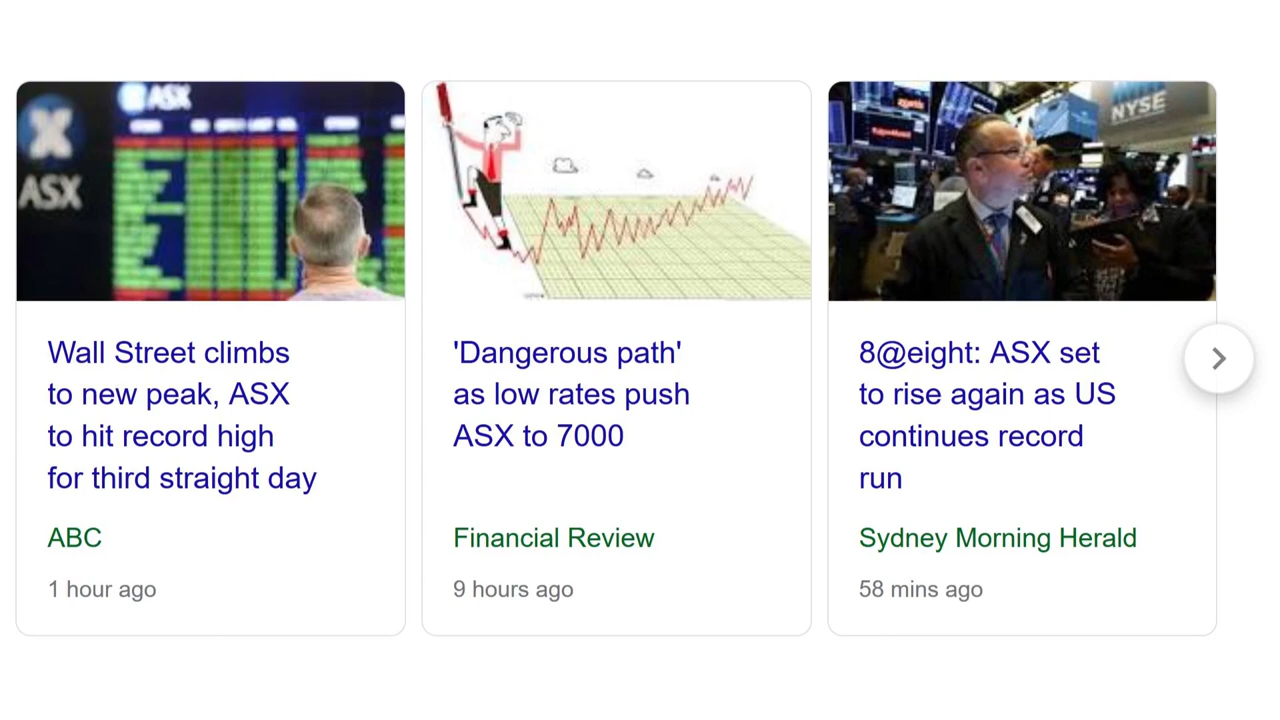 ASX
ASX
NYSE
Wall Street climbs
to new peak, ASX
to hit record high
for third straight day
ABC
1 hour ago
'Dangerous path'
as low rates push
ASX to 7000
Financial Review
9 hours ago
8@eight: ASX set
to rise again as US
continues record
run
Sydney Morning Herald
58 mins ago